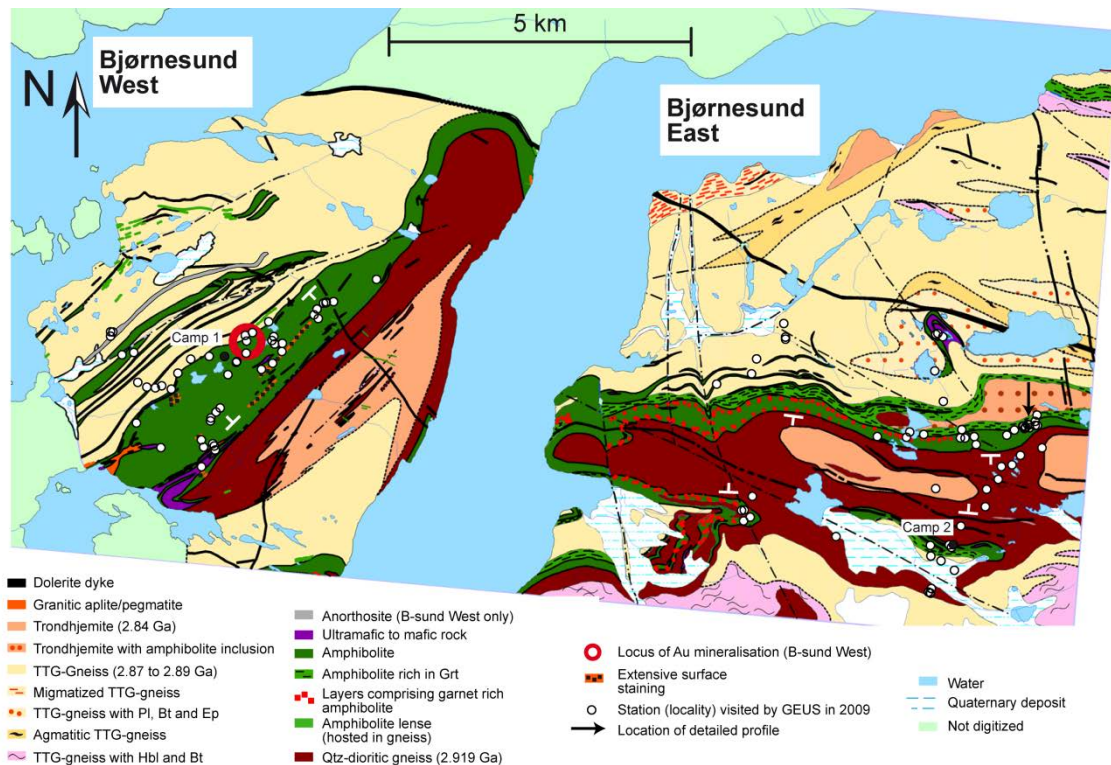 5 km
Bjørnesund
West
N
Bjørnesund
East
Camp 1
Camp 2
Dolerite dyke
Granitic aplite/pegmatite
Trondhjemite (2.84 Ga)
Trondhjemite with amphibolite inclusion
TTG-Gneiss (2.87 to 2.89 Ga)
Migmatized TTG-gneiss
TTG-gneiss with Pl, Bt and Ep
Agmatitic TTG-gneiss
TTG-gneiss with Hbl and Bt
Anorthosite (B-sund West only)
Ultramafic to mafic rock
Amphibolite
Amphibolite rich in Grt
Layers comprising garnet rich
amphibolite
Amphibolite lense
(hosted in gneiss)
Qtz-dioritic gneiss (2.919 Ga)
Locus of Au mineralisation (B-sund West)
Extensive surface
staining
Station (locality) visited by GEUS in 2009
Location of detailed profile
Water
Quaternary deposit
Not digitized